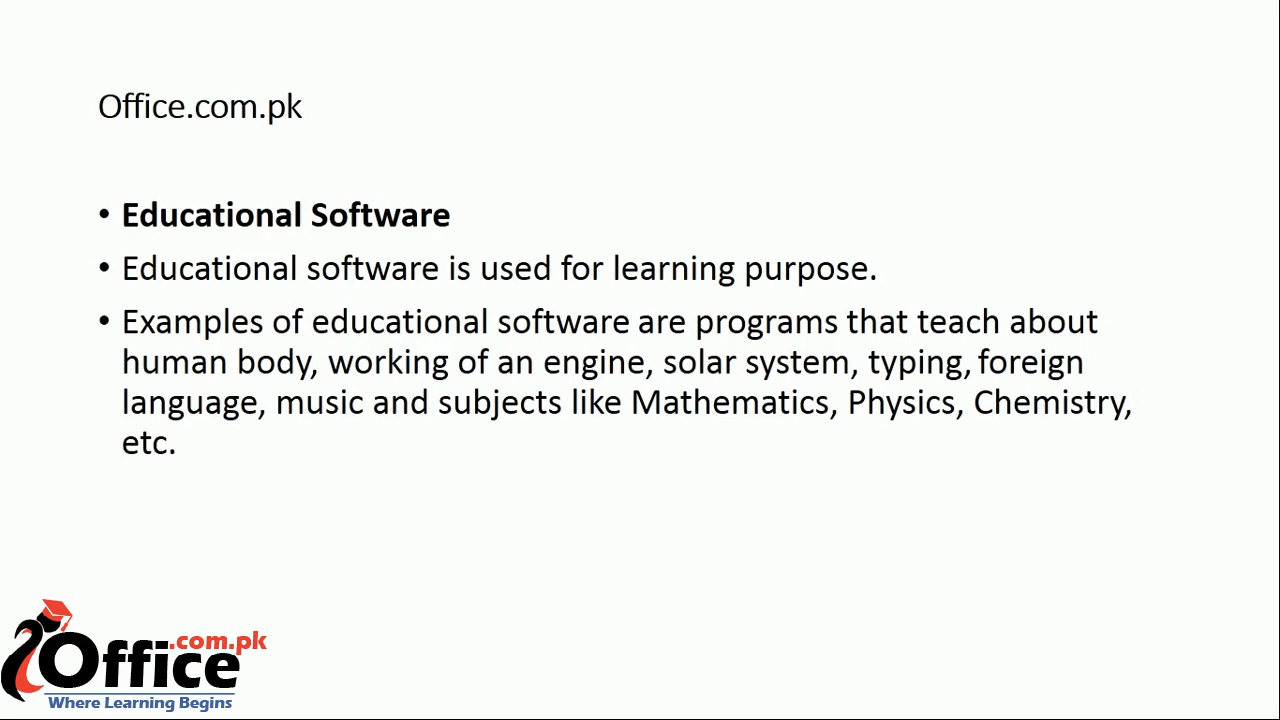 Office.com.pk
• Educational Software
• Educational software is used for learning purpose.
• Examples of educational software are programs that teach about
human body, working of an engine, solar system, typing, foreign
language, music and subjects like Mathematics, Physics, Chemistry,
etc.
Office.com.pk
Where Learning Begins